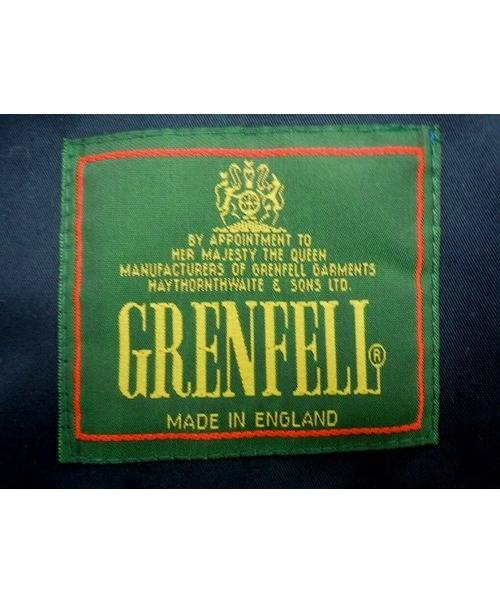 BY APPOINTMENT TO
HER MAJESTY THE QUEEN
MANUFACTURERS OF GRENFELL GARMENTS
HAYTHORNTHWAITE & SONS LTD.
GRENFELL®
MADE IN ENGLAND